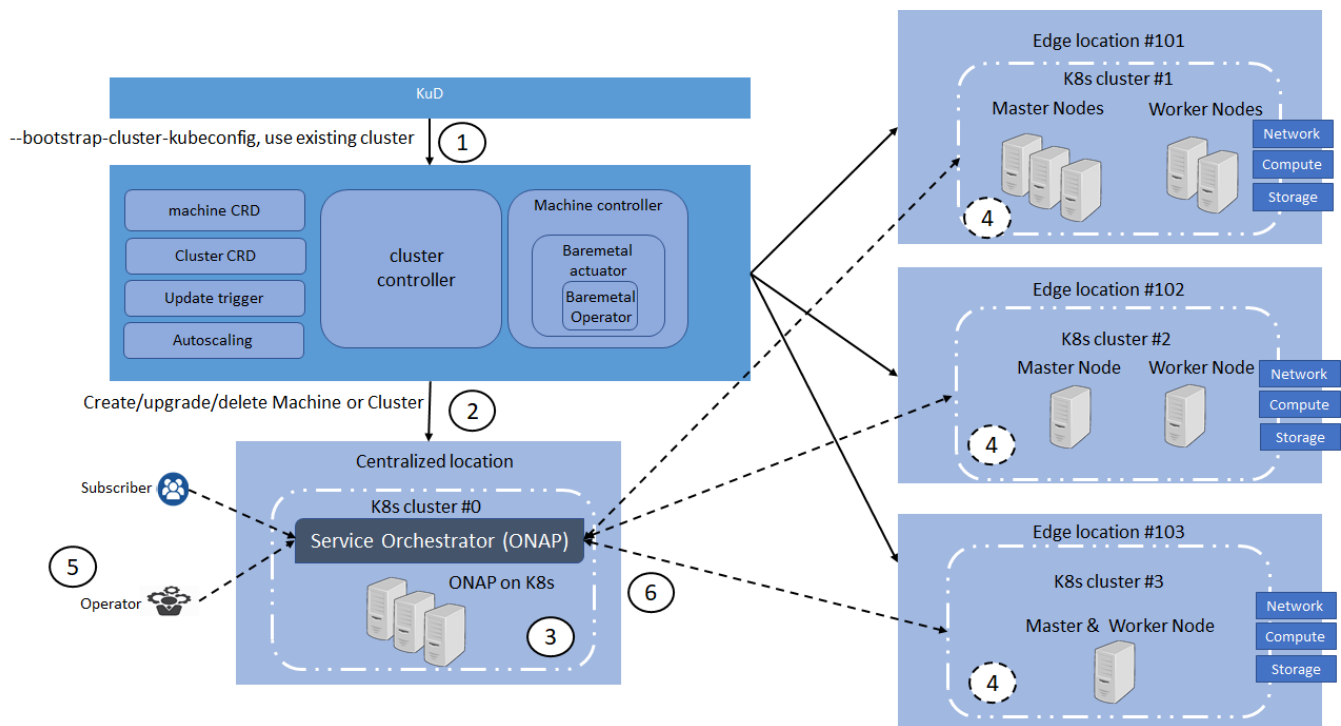 KuD
--bootstrap-cluster-kubeconfig, use existing cluster
1
machine CRD
Cluster CRD
Update trigger
Autoscaling
cluster
controller
Machine controller
Baremetal
actuator
Baremetal
Operator
Create/upgrade/delete Machine or Cluster
2
Centralized location
K8s cluster #0
Service Orchestrator (ONAP)
ONAP on K8s
3
Subscriber
5
Operator
6
Edge location #101
K8s cluster #1
Master Nodes
Worker Nodes
Network
Compute
Storage
4
Edge location #102
K8s cluster #2
Master Node
Worker Node
Network
Compute
Storage
4
Edge location #103
K8s cluster #3
Master & Worker Node
Network
Compute
Storage
4